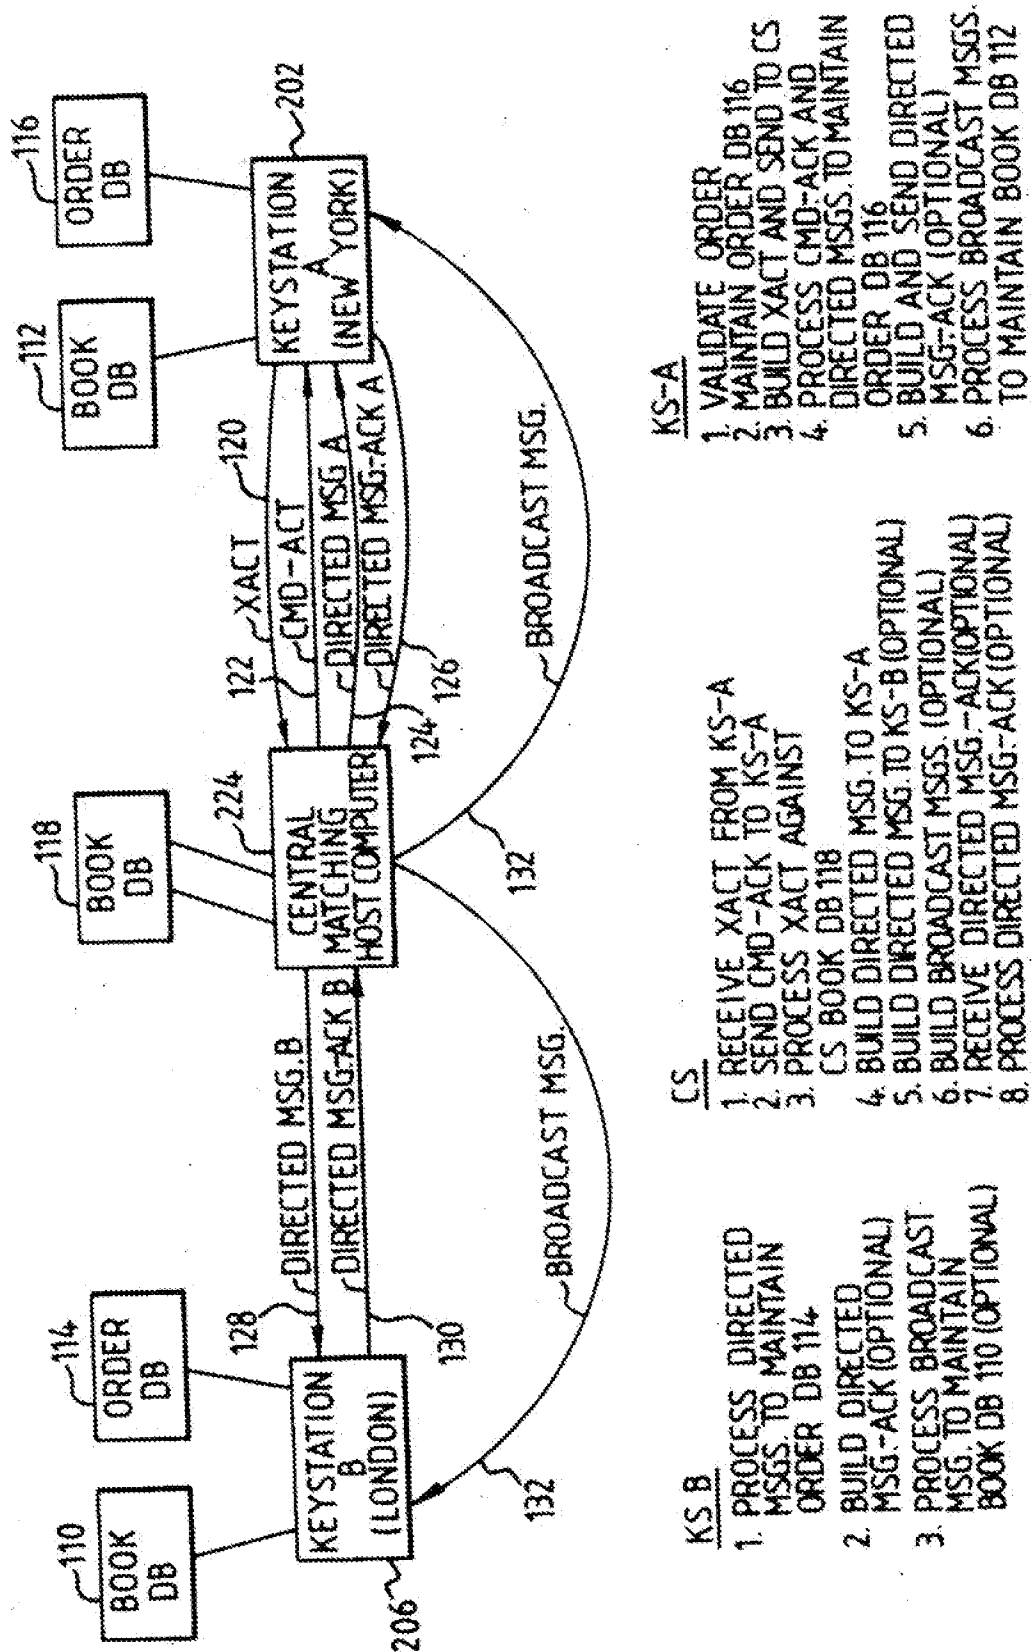 110
BOOK
DB
114
ORDER
DB
118
BOOK
DB
112
BOOK
DB
116
ORDER
DB
KEYSTATION
B
(LONDON)
206
128
DIRECTED MSG.B
DIRECTED MSG-ACK B
130
224
CENTRAL
MATCHING
HOST COMPUTER
XACT
120
122
CMD-ACT
DIRECTED MSG A
DIRECTED MSG-ACK A
124
126
KEYSTATION
A
(NEW YORK)
202
132
BROADCAST MSG.
132
BROADCAST MSG.
KS B
1. PROCESS DIRECTED
MSGS. TO MAINTAIN
ORDER DB 114
2. BUILD DIRECTED
MSG.-ACK (OPTIONAL)
3. PROCESS BROADCAST
MSG. TO MAINTAIN
BOOK DB 110 (OPTIONAL)
CS
1. RECEIVE XACT FROM KS-A
2. SEND CMD-ACK TO KS-A
3. PROCESS XACT AGAINST
CS BOOK DB 118
4. BUILD DIRECTED MSG. TO KS-A
5. BUILD DIRECTED MSG. TO KS-B (OPTIONAL)
6. BUILD BROADCAST MSGS. (OPTIONAL)
7. RECEIVE DIRECTED MSG.-ACK(OPTIONAL)
8. PROCESS DIRECTED MSG.-ACK (OPTIONAL)
KS-A
1. VALIDATE ORDER
2. MAINTAIN ORDER DB 116
3. BUILD XACT AND SEND TO CS
4. PROCESS CMD-ACK AND
DIRECTED MSGS. TO MAINTAIN
ORDER DB 116
5. BUILD AND SEND DIRECTED
MSG-ACK (OPTIONAL)
6. PROCESS BROADCAST MSGS.
TO MAINTAIN BOOK DB 112